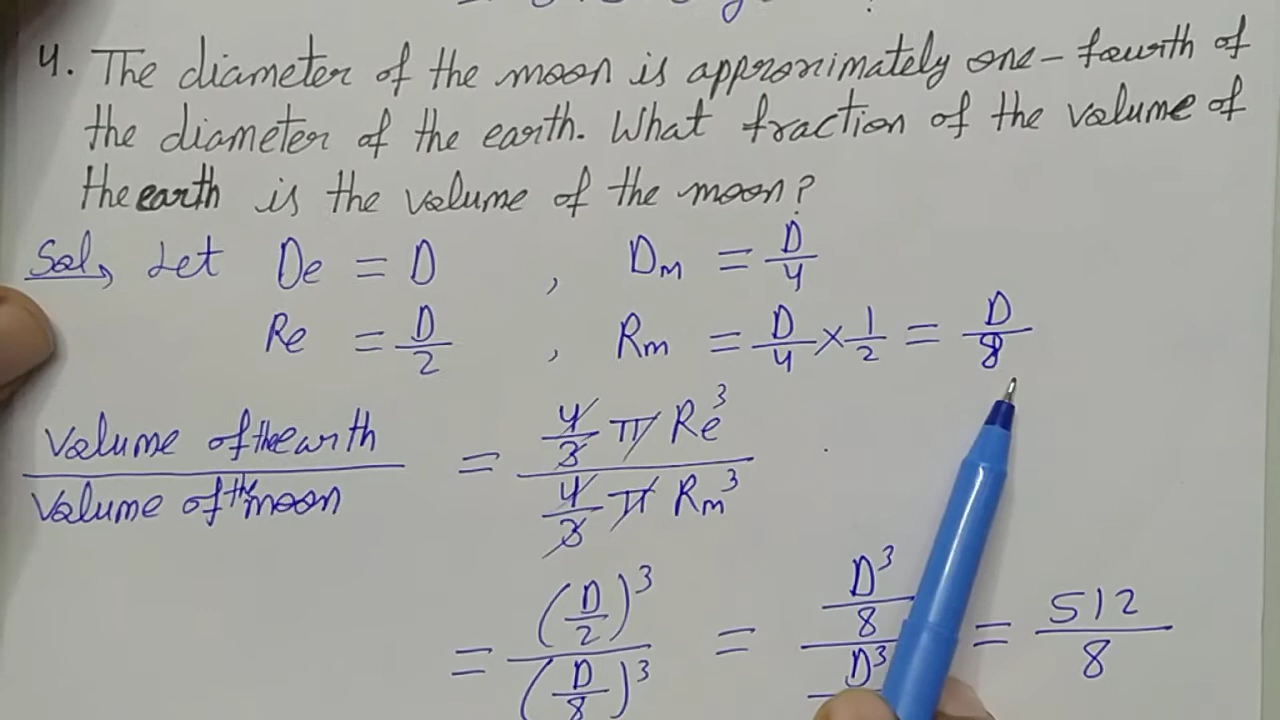 4. The diameter of the moon is approximately one-fourth of
the diameter of the earth. What fraction of the volume of
the earth is the volume of the moon?
Sol, Let De = D , Dm = D/4
Re = D/2 , Rm = D/4 × 1/2 = D/8
Volume of the earth / Volume of the moon = 4/3 π Re³ / 4/3 π Rm³
= (D/2)³ / (D/8)³ = D³/8 / D³ = 512/8